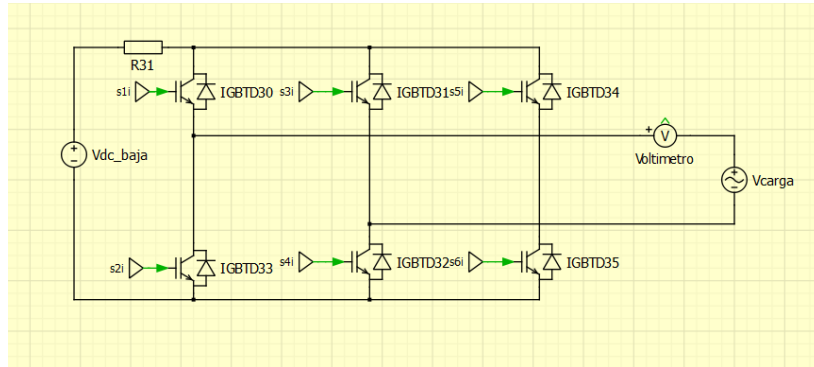 R31
s1i
IGBTD30
s3i
IGBTD31
s5i
IGBTD34
+
V
Voltimetro
+
-
Vdc_baja
+
-
Vcarga
s2i
IGBTD33
s4i
IGBTD32
s6i
IGBTD35